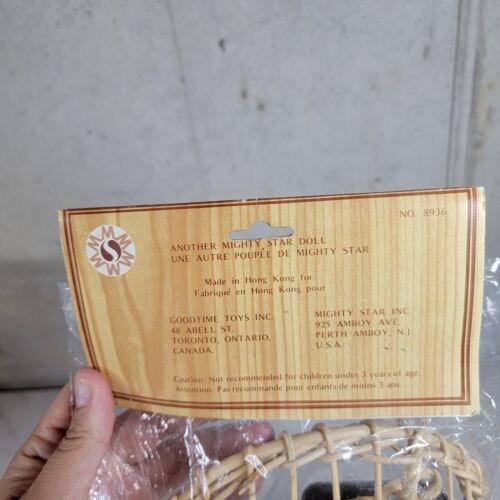 NO. 8936
ANOTHER MIGHTY STAR DOLL
UNE AUTRE POUPÉE DE MIGHTY STAR
Made in Hong Kong for
Fabriqué en Hong Kong pour
GOODTIME TOYS INC.
48 ABELL ST.
TORONTO, ONTARIO,
CANADA.
MIGHTY STAR INC.
925 AMBOY AVE.
PERTH AMBOY, N.J.
U.S.A.
Caution: Not recommended for children under 3 years of age.
Attention: Pas recommande pour enfants de moins 3 ans.